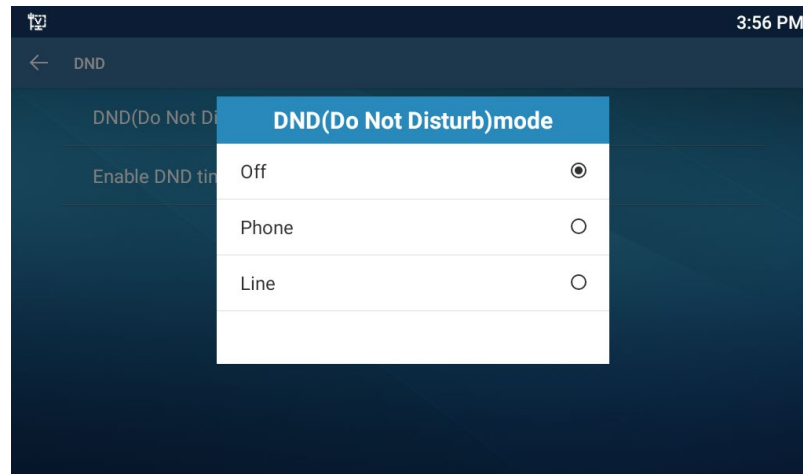 3:56 PM
DND
DND(Do Not Di
DND(Do Not Disturb)mode
Enable DND tin
Off
Phone
Line